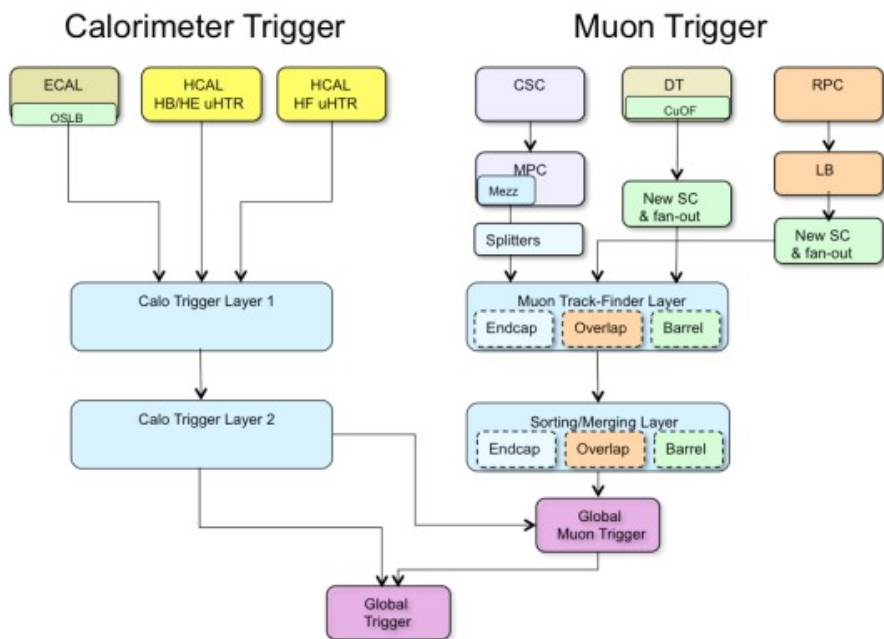 Calorimeter Trigger
Muon Trigger
ECAL
OSLB
HCAL
HB/HE uHTR
HCAL
HF uHTR
CSC
DT
CuOF
RPC
MPC
Mezz
LB
New SC
& fan-out
Splitters
New SC
& fan-out
Calo Trigger Layer 1
Muon Track-Finder Layer
Endcap
Overlap
Barrel
Calo Trigger Layer 2
Sorting/Merging Layer
Endcap
Overlap
Barrel
Global
Muon Trigger
Global
Trigger